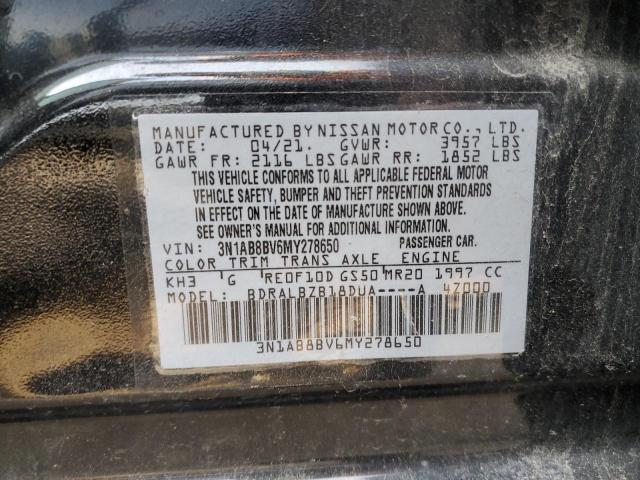 MANUFACTURED BY NISSAN MOTOR CO., LTD.
DATE: 04/21. GVWR: 3957 LBS
GAWR FR: 2116 LBS GAWR RR: 1852 LBS
THIS VEHICLE CONFORMS TO ALL APPLICABLE FEDERAL MOTOR
VEHICLE SAFETY, BUMPER AND THEFT PREVENTION STANDARDS
IN EFFECT ON THE DATE OF MANUFACTURE SHOWN ABOVE.
SEE OWNER'S MANUAL FOR ADDITIONAL INFORMATION.
VIN: 3N1AB8BV6MY278650 PASSENGER CAR.
COLOR TRIM TRANS AXLE ENGINE
KH3 G RE0F10D GS50 MR20 1997 CC
MODEL: BDRALBZB18DUA----A 4Z000
3N1AB8BV6MY278650